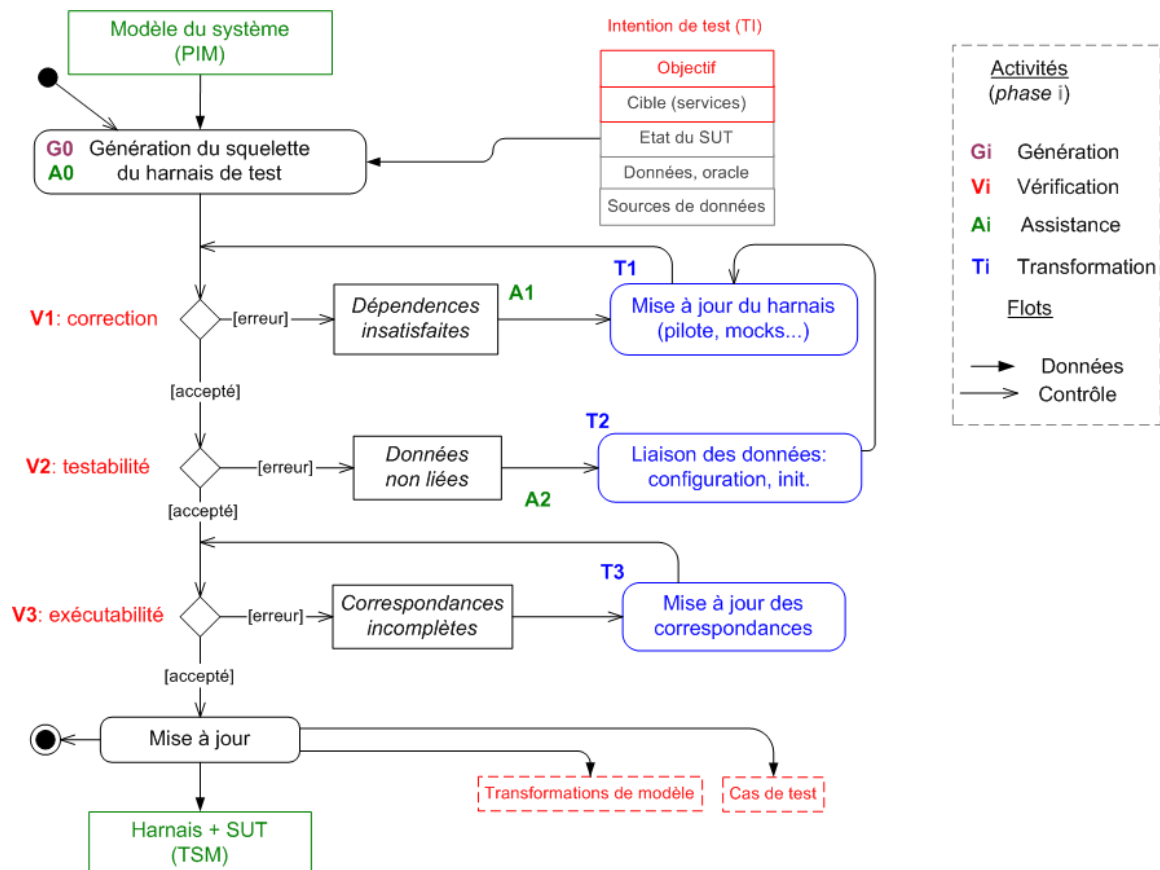 Modèle du système
(PIM)
Intention de test (TI)
Objectif
Cible (services)
Etat du SUT
Données, oracle
Sources de données
G0 Génération du squelette
A0 du harnais de test
V1: correction
[erreur]
Dépendences
insatisfaites
A1
T1
Mise à jour du harnais
(pilote, mocks...)
[accepté]
V2: testabilité
[erreur]
Données
non liées
A2
T2
Liaison des données:
configuration, init.
[accepté]
V3: exécutabilité
[erreur]
Correspondances
incomplètes
T3
Mise à jour des
correspondances
[accepté]
Mise à jour
Transformations de modèle
Cas de test
Harnais + SUT
(TSM)
Activités
(phase i)
Gi Génération
Vi Vérification
Ai Assistance
Ti Transformation
Flots
Données
Contrôle